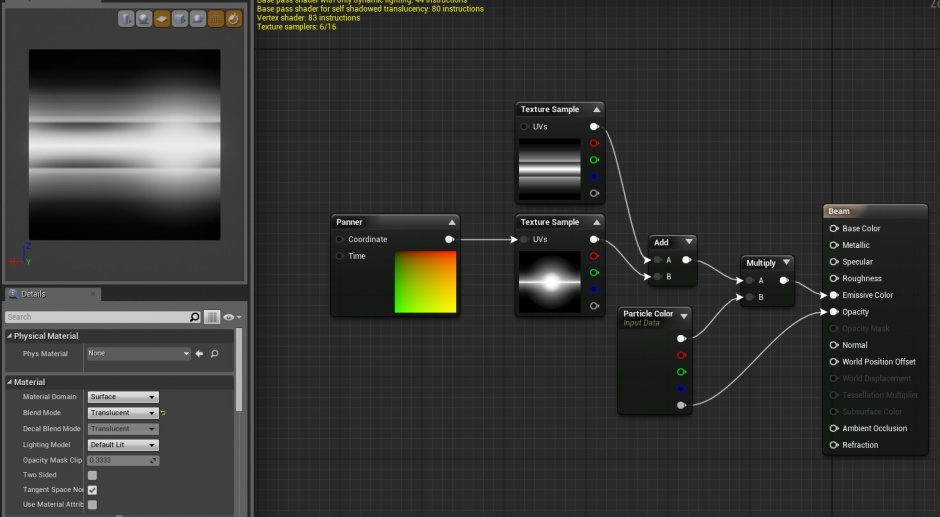 Base pass shader with only dynamic lighting: 44 instructions
Base pass shader for self shadowed translucency: 80 instructions
Vertex shader: 83 instructions
Texture samplers: 6/16
Texture Sample
UVs
Panner
Coordinate
Time
Texture Sample
UVs
Add
A
B
Multiply
A
B
Particle Color
Input Data
Beam
Base Color
Metallic
Specular
Roughness
Emissive Color
Opacity
Opacity Mask
Normal
World Position Offset
World Displacement
Tessellation Multiplier
Subsurface Color
Ambient Occlusion
Refraction
Z
Y
Details
Search
Physical Material
Phys Material
None
Material
Material Domain
Surface
Blend Mode
Translucent
Decal Blend Mode
Translucent
Lighting Model
Default Lit
Opacity Mask Clip
0.3333
Two Sided
Tangent Space Nor
Use Material Attrib